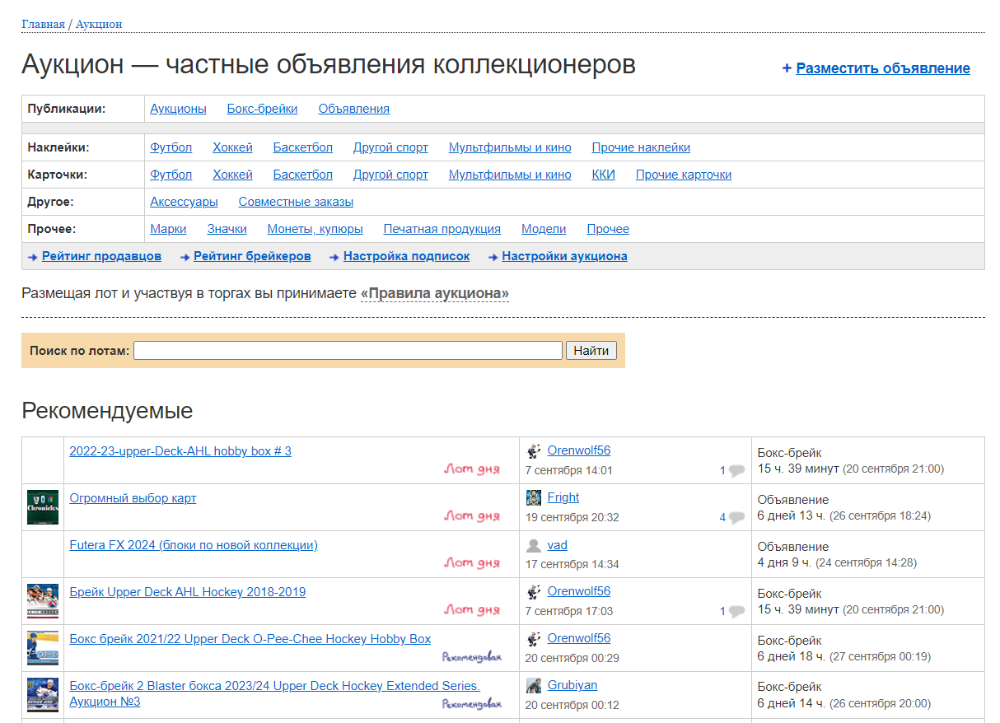 Главная / Аукцион
Аукцион — частные объявления коллекционеров
+ Разместить объявление
Публикации: Аукционы Бокс-брейки Объявления
Наклейки: Футбол Хоккей Баскетбол Другой спорт Мультфильмы и кино Прочие наклейки
Карточки: Футбол Хоккей Баскетбол Другой спорт Мультфильмы и кино ККИ Прочие карточки
Другое: Аксессуары Совместные заказы
Прочее: Марки Значки Монеты, купюры Печатная продукция Модели Прочее
Рейтинг продавцов Рейтинг брейкеров Настройка подписок Настройки аукциона
Размещая лот и участвуя в торгах вы принимаете «Правила аукциона»
Поиск по лотам: Найти
Рекомендуемые
2022-23-upper-Deck-AHL hobby box # 3
Лот дня
Orenwolf56
7 сентября 14:01 1
Бокс-брейк
15 ч. 39 минут (20 сентября 21:00)
Chronicles
Огромный выбор карт
Лот дня
Fright
19 сентября 20:32 4
Объявление
6 дней 13 ч. (26 сентября 18:24)
Futera FX 2024 (блоки по новой коллекции)
Лот дня
vad
17 сентября 14:34
Объявление
4 дня 9 ч. (24 сентября 14:28)
Брейк Upper Deck AHL Hockey 2018-2019
Лот дня
Orenwolf56
7 сентября 17:03 1
Бокс-брейк
15 ч. 39 минут (20 сентября 21:00)
Бокс брейк 2021/22 Upper Deck O-Pee-Chee Hockey Hobby Box
Рекомендован
Orenwolf56
20 сентября 00:29
Бокс-брейк
6 дней 18 ч. (27 сентября 00:19)
Бокс-брейк 2 Blaster бокса 2023/24 Upper Deck Hockey Extended Series.
Аукцион №3
Рекомендован
Grubiyan
20 сентября 00:12
Бокс-брейк
6 дней 14 ч. (26 сентября 20:00)